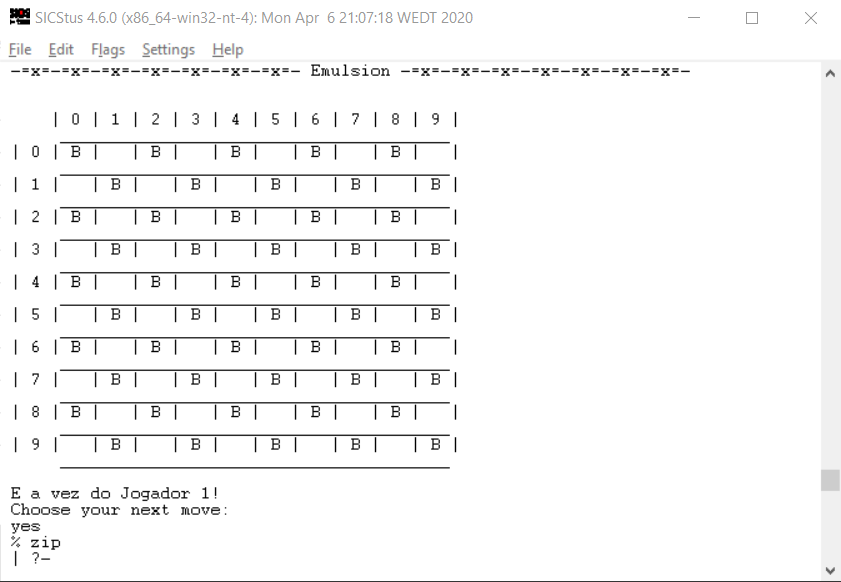 SICStus 4.6.0 (x86_64-win32-nt-4): Mon Apr  6 21:07:18 WEDT 2020
File Edit Flags Settings Help
-=x=-=x=-=x=-=x=-=x=-=x=-=x=- Emulsion -=x=-=x=-=x=-=x=-=x=-=x=-=x=-
    | 0 | 1 | 2 | 3 | 4 | 5 | 6 | 7 | 8 | 9 |
| 0 | B |   | B |   | B |   | B |   | B |   |
| 1 |   | B |   | B |   | B |   | B |   | B |
| 2 | B |   | B |   | B |   | B |   | B |   |
| 3 |   | B |   | B |   | B |   | B |   | B |
| 4 | B |   | B |   | B |   | B |   | B |   |
| 5 |   | B |   | B |   | B |   | B |   | B |
| 6 | B |   | B |   | B |   | B |   | B |   |
| 7 |   | B |   | B |   | B |   | B |   | B |
| 8 | B |   | B |   | B |   | B |   | B |   |
| 9 |   | B |   | B |   | B |   | B |   | B |
E a vez do Jogador 1!
Choose your next move:
yes
% zip
| ?-